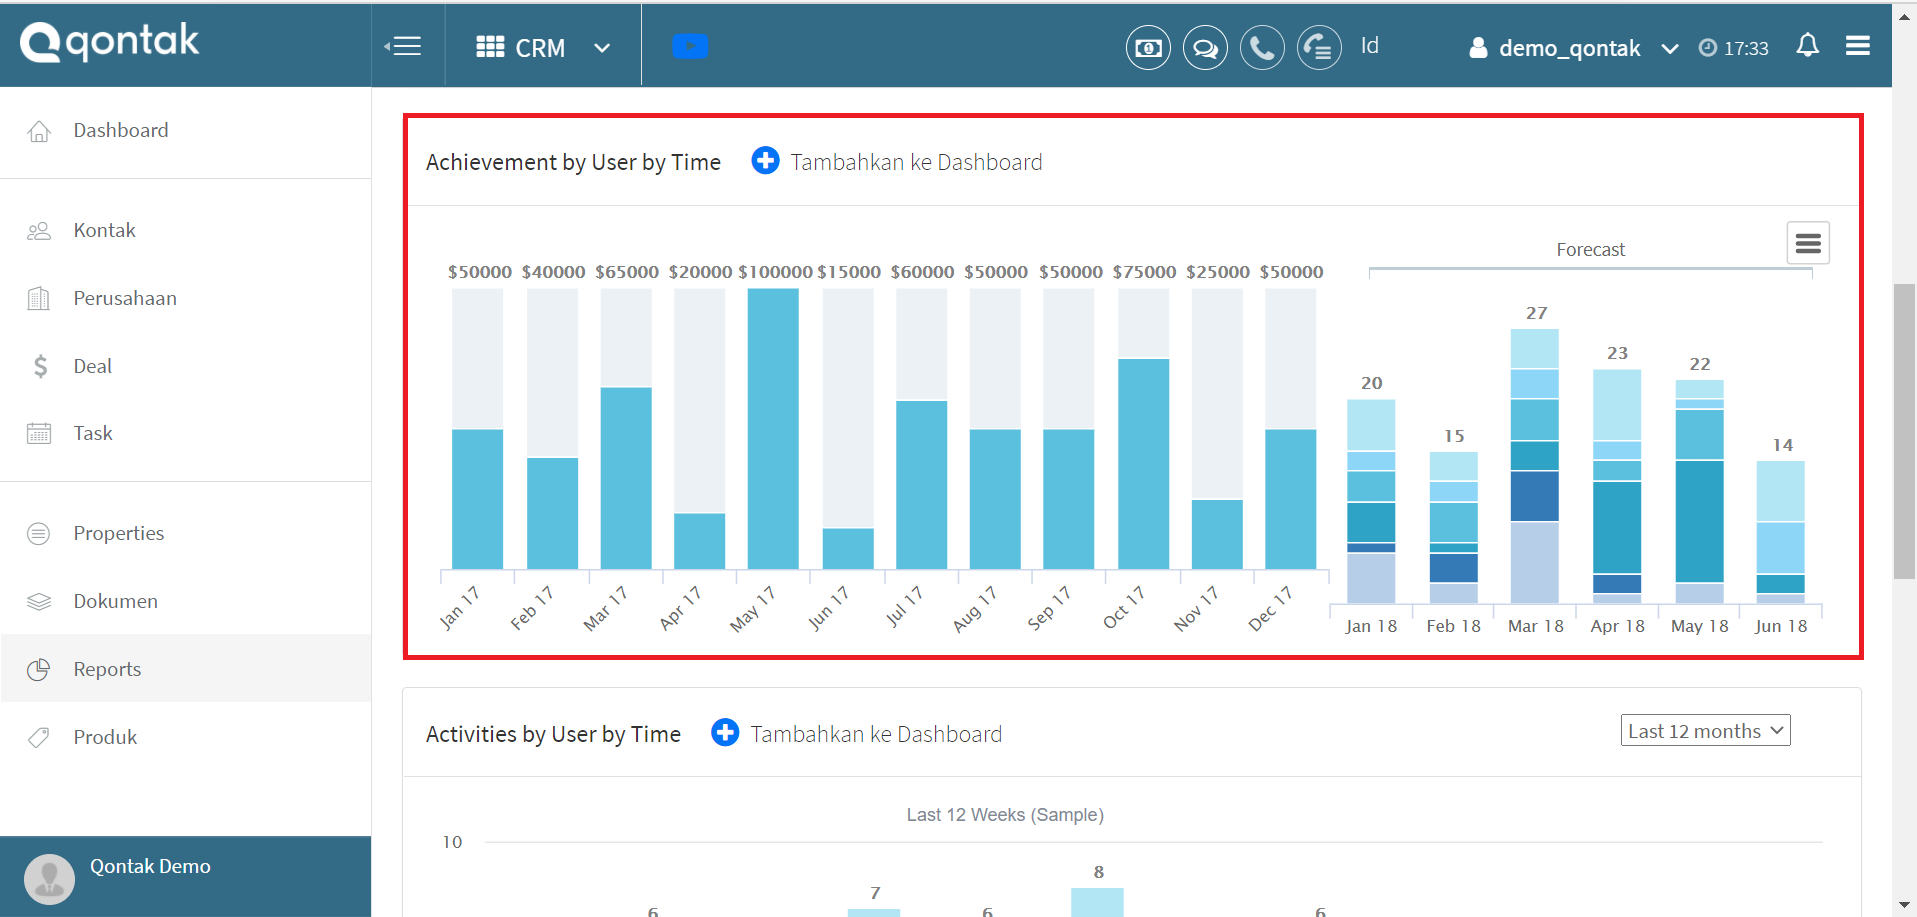 qontak
CRM
Id
demo_qontak
17:33
Dashboard
Kontak
Perusahaan
Deal
Task
Properties
Dokumen
Reports
Produk
Qontak Demo
Achievement by User by Time
Tambahkan ke Dashboard
Forecast
$50000 $40000 $65000 $20000 $100000 $15000 $60000 $50000 $50000 $75000 $25000 $50000
27
23
22
20
15
14
Jan 17 Feb 17 Mar 17 Apr 17 May 17 Jun 17 Jul 17 Aug 17 Sep 17 Oct 17 Nov 17 Dec 17
Jan 18 Feb 18 Mar 18 Apr 18 May 18 Jun 18
Activities by User by Time
Tambahkan ke Dashboard
Last 12 months
Last 12 Weeks (Sample)
10
8
7
6 6 6